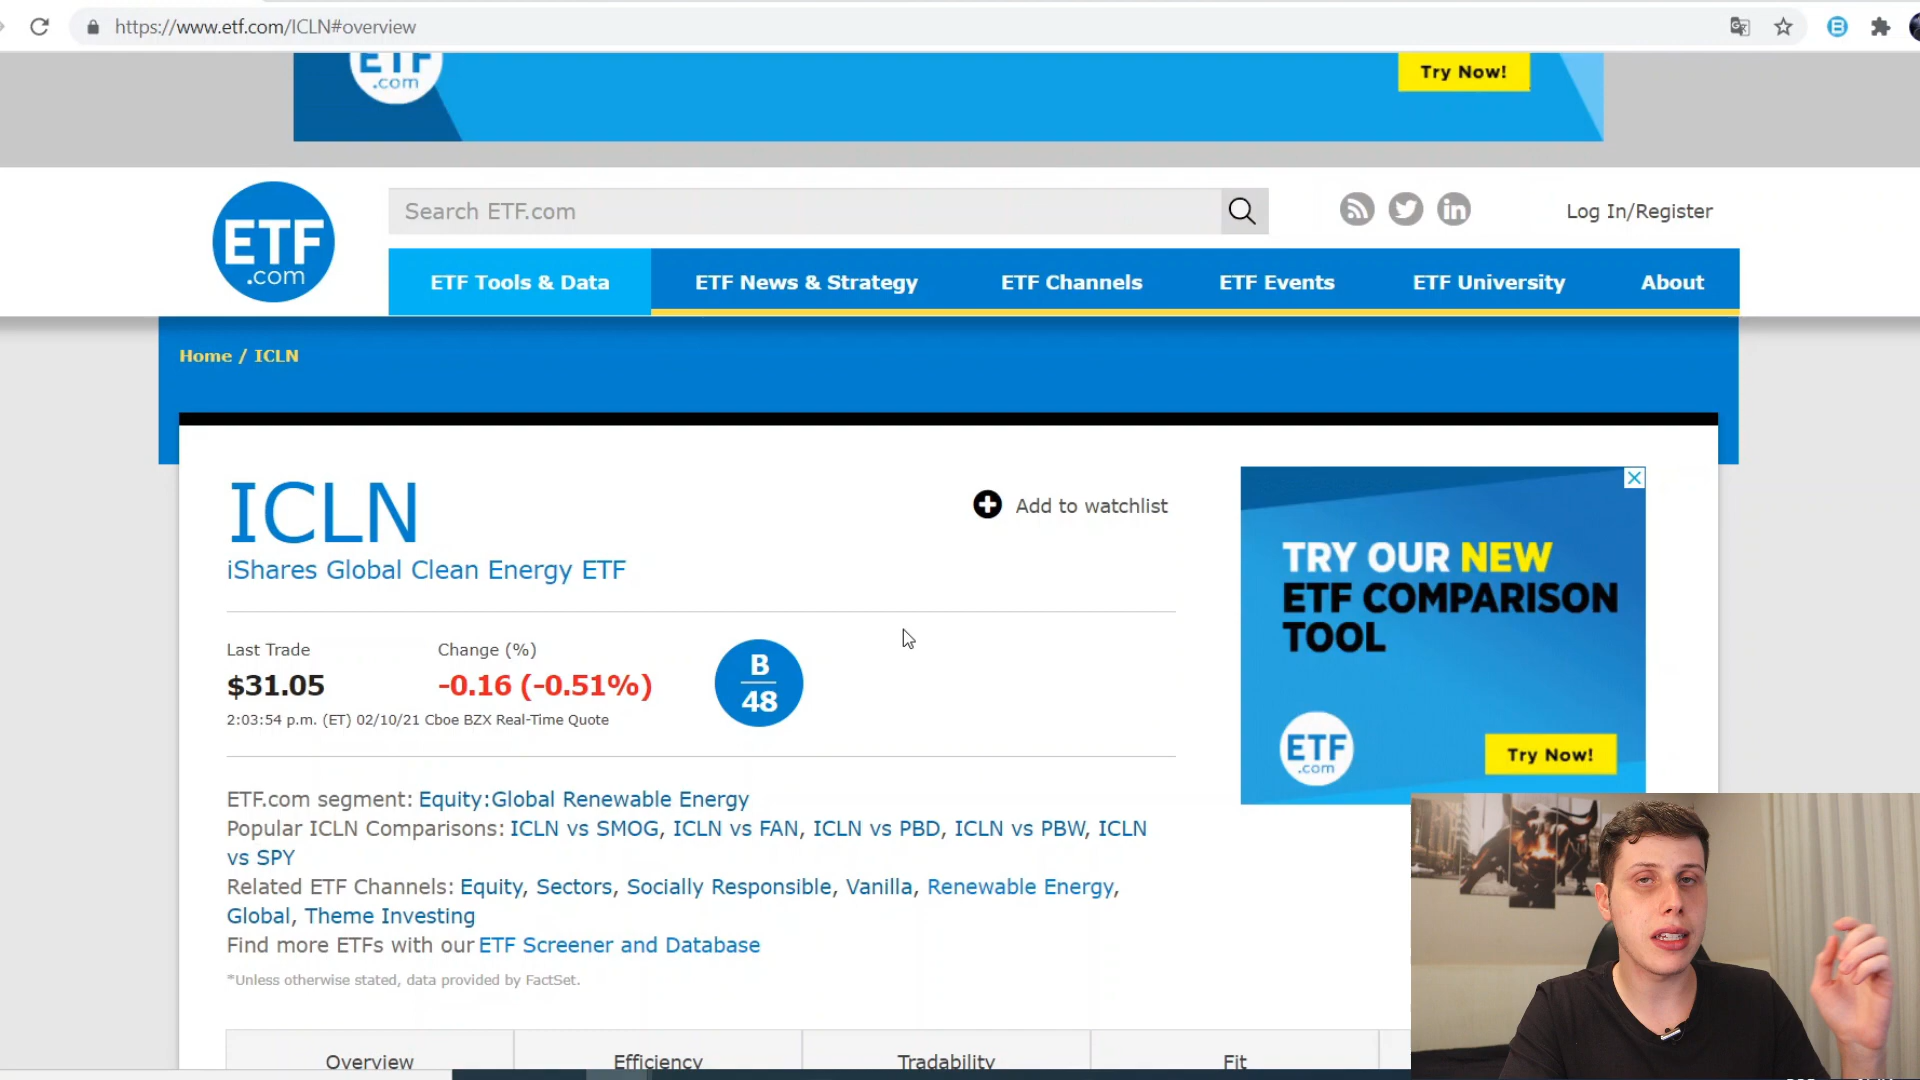 https://www.etf.com/ICLN#overview
ETF
.com
Try Now!
ETF
.com
Search ETF.com
Log In/Register
ETF Tools & Data
ETF News & Strategy
ETF Channels
ETF Events
ETF University
About
Home / ICLN
ICLN
Add to watchlist
iShares Global Clean Energy ETF
TRY OUR NEW
ETF COMPARISON
TOOL
ETF
.com
Try Now!
Last Trade
Change (%)
$31.05
-0.16 (-0.51%)
B
48
2:03:54 p.m. (ET) 02/10/21 Cboe BZX Real-Time Quote
ETF.com segment: Equity:Global Renewable Energy
Popular ICLN Comparisons: ICLN vs SMOG, ICLN vs FAN, ICLN vs PBD, ICLN vs PBW, ICLN
vs SPY
Related ETF Channels: Equity, Sectors, Socially Responsible, Vanilla, Renewable Energy,
Global, Theme Investing
Find more ETFs with our ETF Screener and Database
*Unless otherwise stated, data provided by FactSet.
Overview
Efficiency
Tradability
Fit